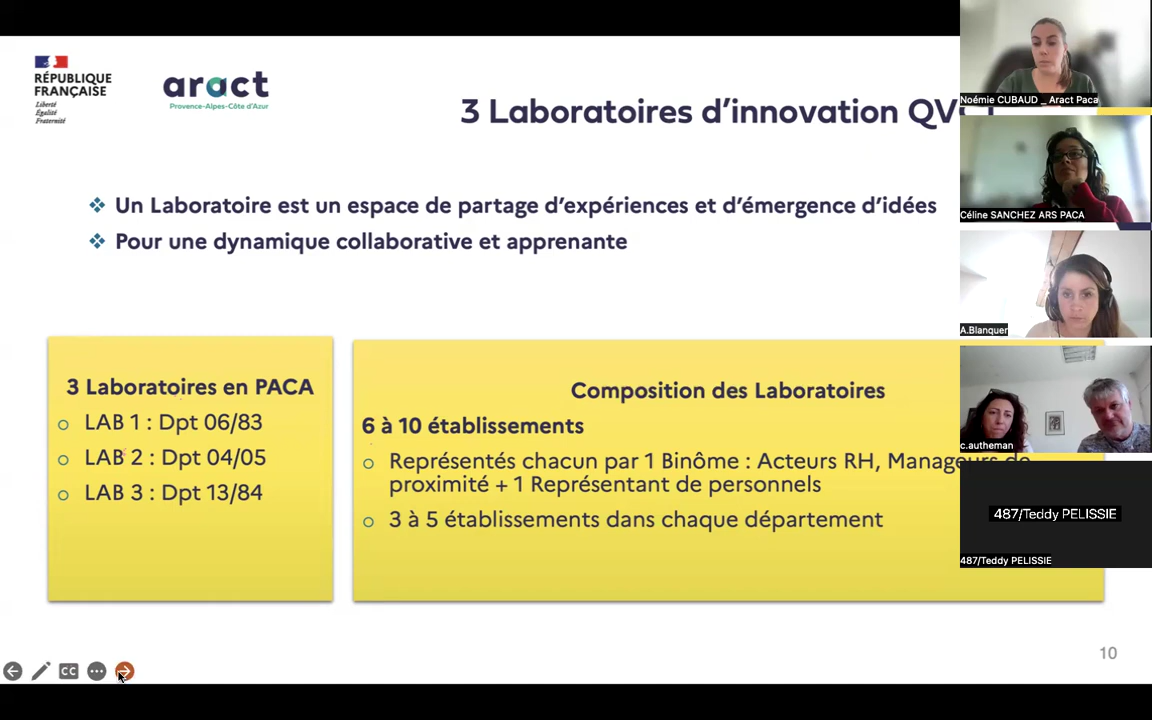 RÉPUBLIQUE
FRANÇAISE
Liberté
Égalité
Fraternité
aract
Provence-Alpes-Côte d'Azur
3 Laboratoires d'innovation
Un Laboratoire est un espace de partage d'expériences et d'émergence d'idées
Pour une dynamique collaborative et apprenante
3 Laboratoires en PACA
LAB 1 : Dpt 06/83
LAB 2 : Dpt 04/05
LAB 3 : Dpt 13/84
Composition des Laboratoires
6 à 10 établissements
Représentés chacun par 1 Binôme : Acteurs RH, Manageurs de
proximité + 1 Représentant de personnels
3 à 5 établissements dans chaque département
10
CC
Noémie CUBAUD _ Aract Paca
Céline SANCHEZ ARS PACA
A.Blanquer
c.autheman
487/Teddy PELISSIE
487/Teddy PELISSIE